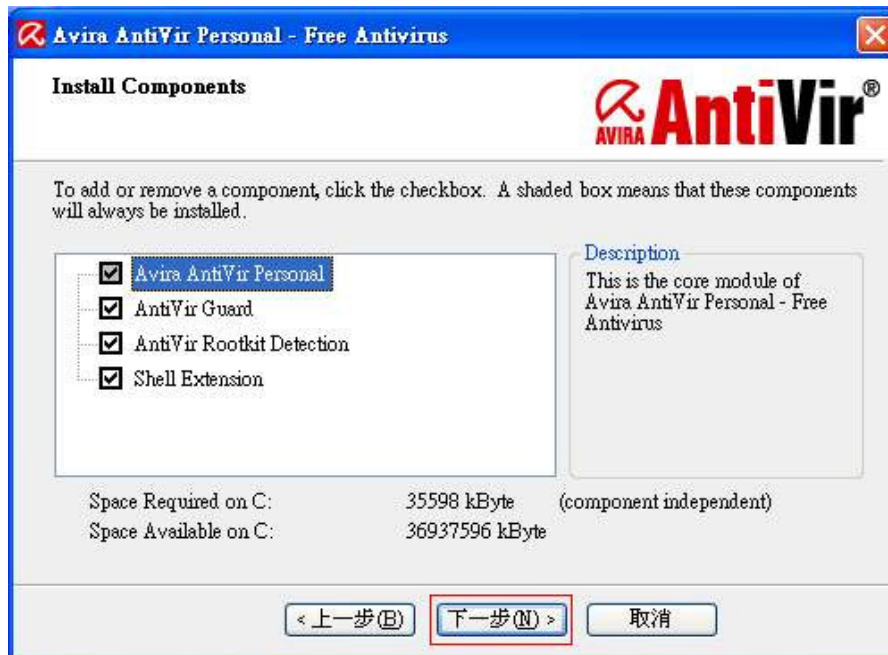 Avira AntiVir Personal - Free Antivirus
Install Components
AVIRA AntiVir®
To add or remove a component, click the checkbox. A shaded box means that these components
will always be installed.
Avira AntiVir Personal
AntiVir Guard
AntiVir Rootkit Detection
Shell Extension
Description
This is the core module of
Avira AntiVir Personal - Free
Antivirus
Space Required on C: 35598 kByte (component independent)
Space Available on C: 36937596 kByte
<上一步(B) 下一步(N)> 取消